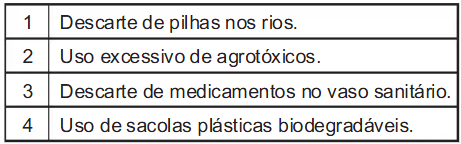 1 Descarte de pilhas nos rios.
2 Uso excessivo de agrotóxicos.
3 Descarte de medicamentos no vaso sanitário.
4 Uso de sacolas plásticas biodegradáveis.